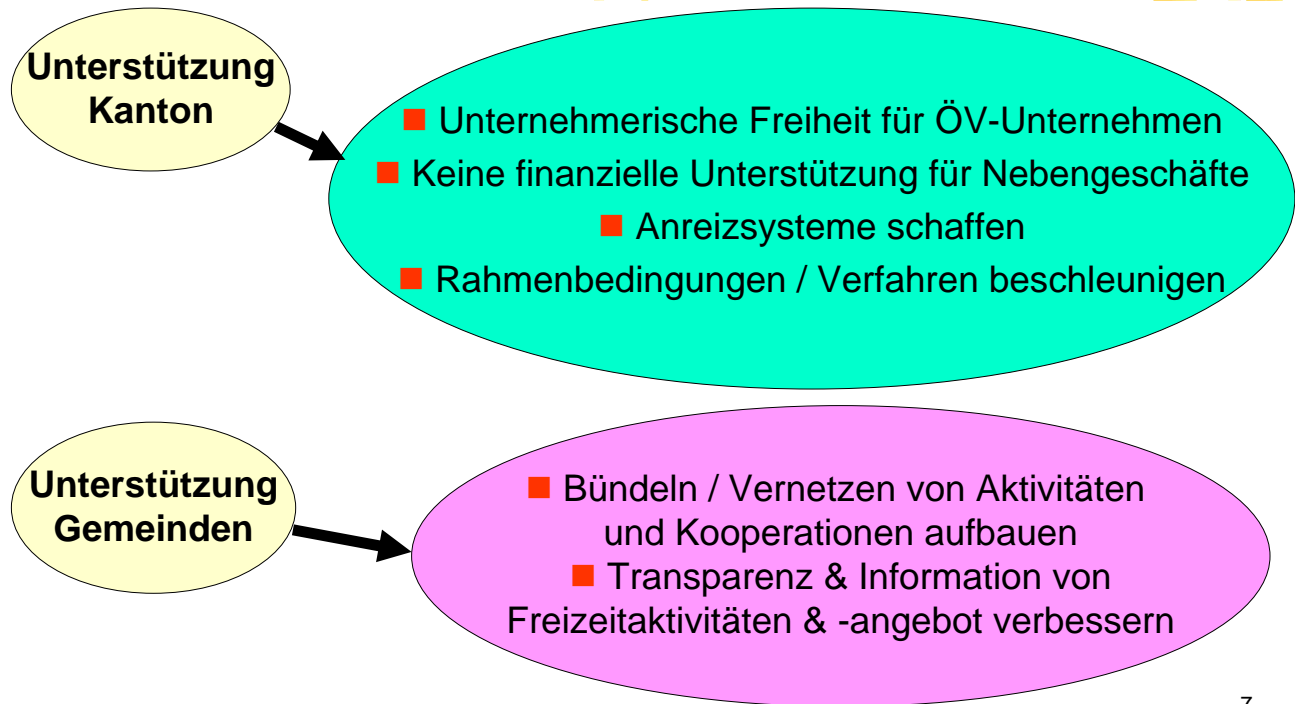 Unterstützung
Kanton
■ Unternehmerische Freiheit für ÖV-Unternehmen
■ Keine finanzielle Unterstützung für Nebengeschäfte
■ Anreizsysteme schaffen
■ Rahmenbedingungen / Verfahren beschleunigen
Unterstützung
Gemeinden
■ Bündeln / Vernetzen von Aktivitäten
und Kooperationen aufbauen
■ Transparenz & Information von
Freizeitaktivitäten & -angebot verbessern